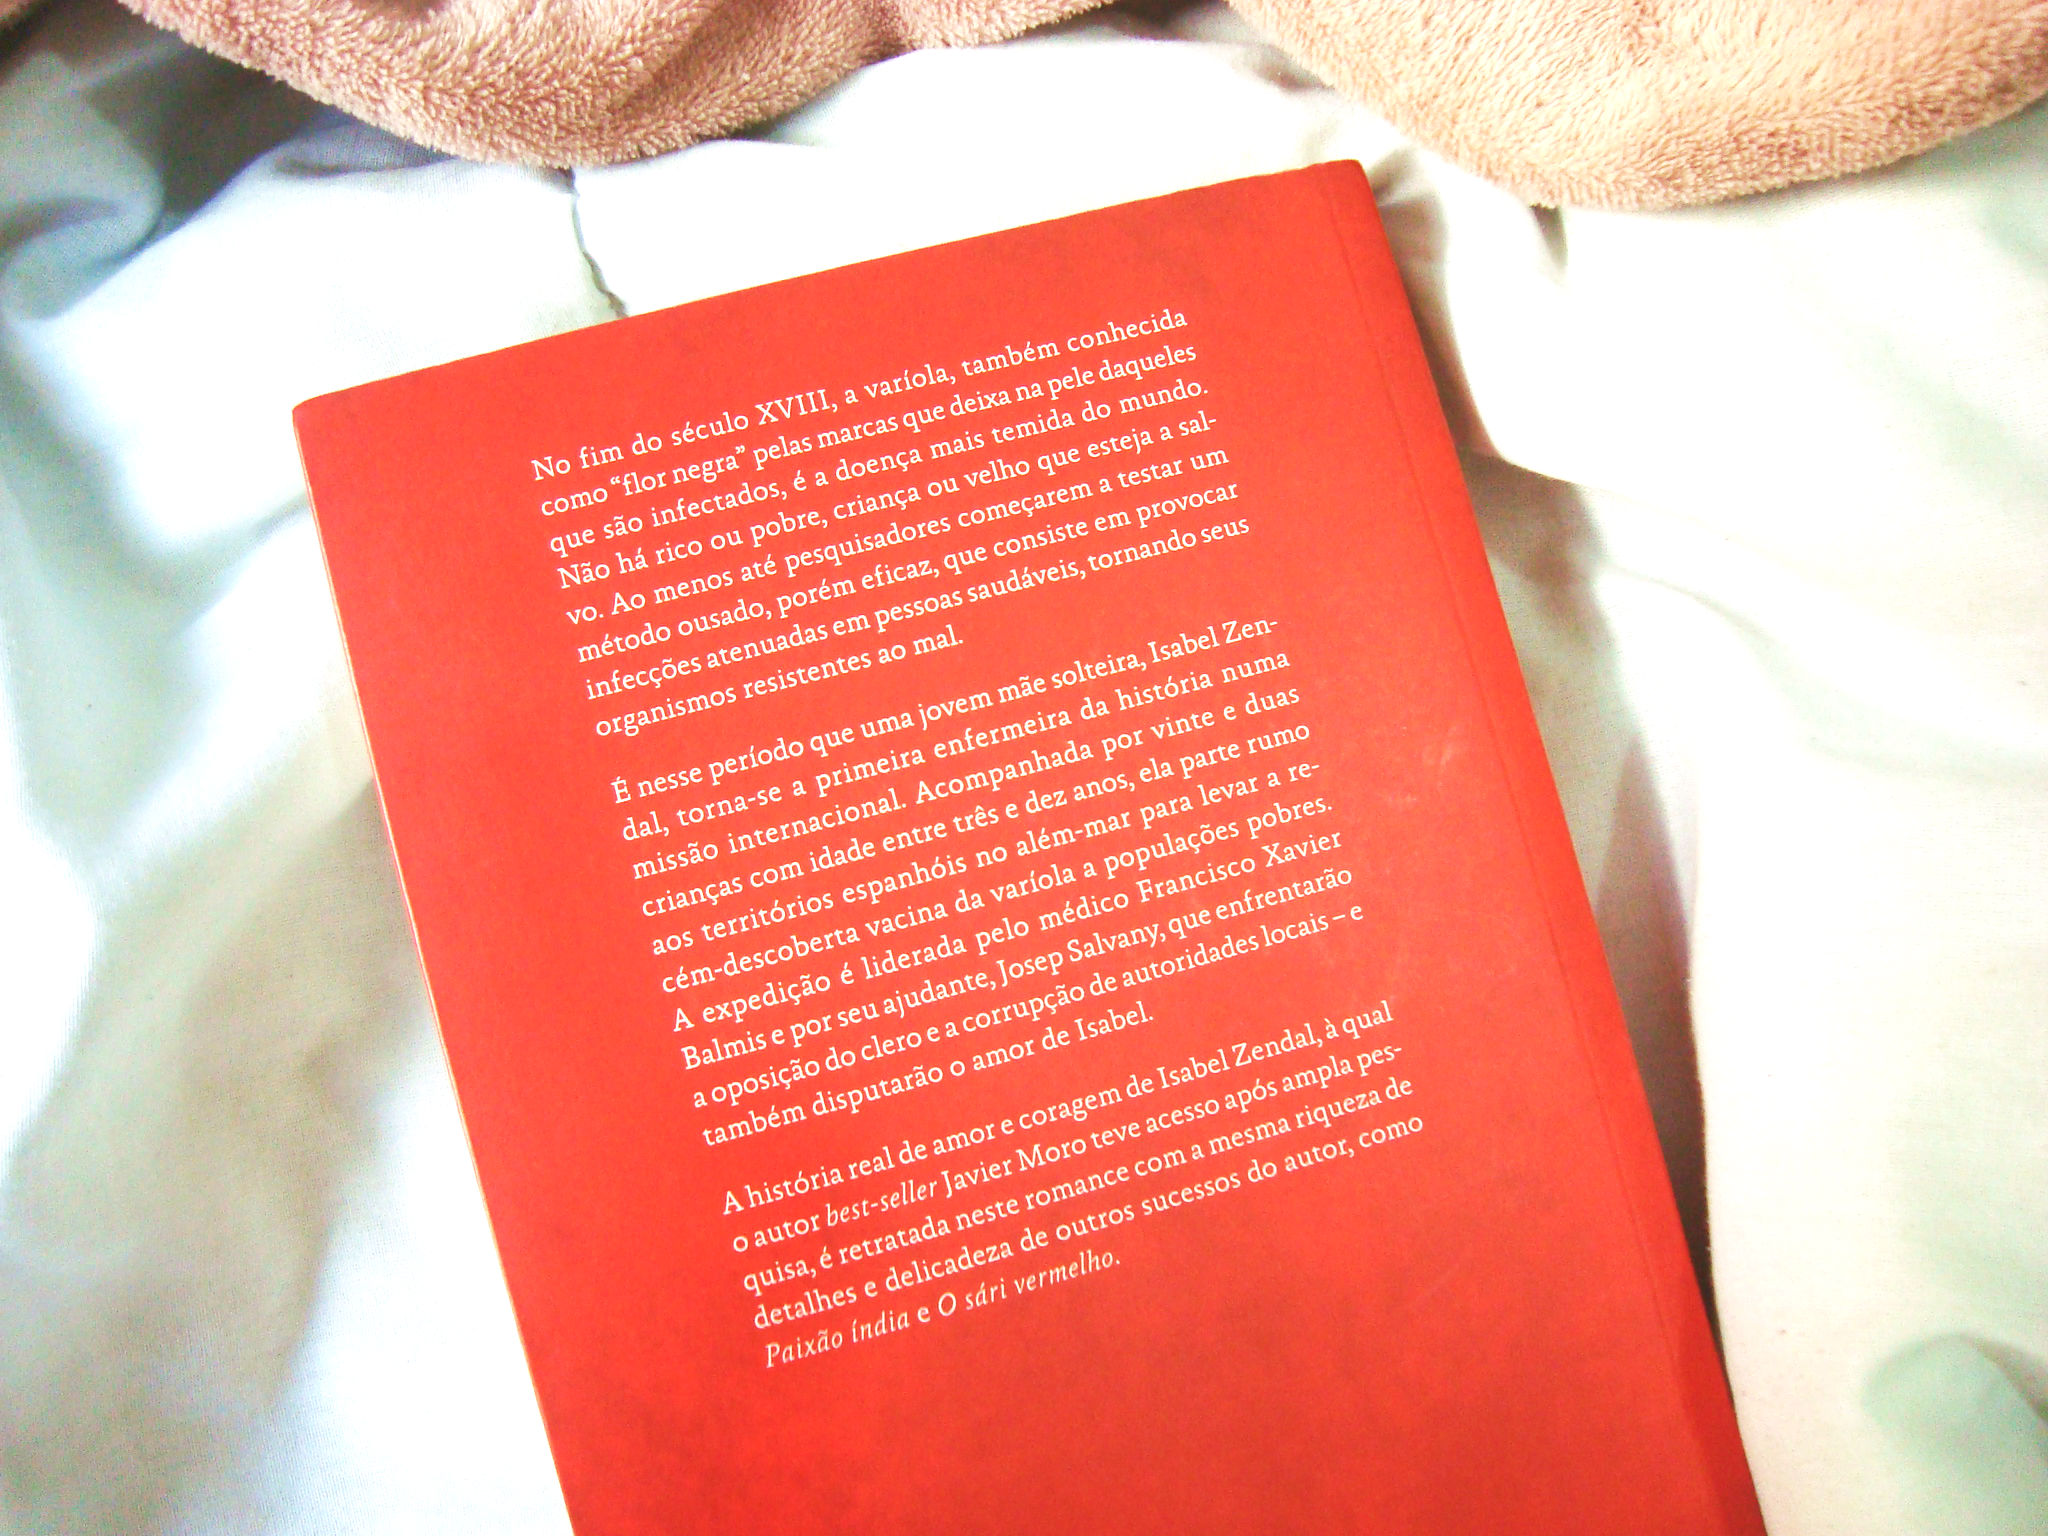 No fim do século XVIII, a varíola, também conhecida
como “flor negra” pelas marcas que deixa na pele daqueles
que são infectados, é a doença mais temida do mundo.
Não há rico ou pobre, criança ou velho que esteja a sal-
vo. Ao menos até pesquisadores começarem a testar um
método ousado, porém eficaz, que consiste em provocar
infecções atenuadas em pessoas saudáveis, tornando seus
organismos resistentes ao mal.
É nesse período que uma jovem mãe solteira, Isabel Zen-
dal, torna-se a primeira enfermeira da história numa
missão internacional. Acompanhada por vinte e duas
crianças com idade entre três e dez anos, ela parte rumo
aos territórios espanhóis no além-mar para levar a re-
cém-descoberta vacina da varíola a populações pobres.
A expedição é liderada pelo médico Francisco Xavier
Balmis e por seu ajudante, Josep Salvany, que enfrentarão
a oposição do clero e a corrupção de autoridades locais – e
também disputarão o amor de Isabel.
A história real de amor e coragem de Isabel Zendal, à qual
o autor best-seller Javier Moro teve acesso após ampla pes-
quisa, é retratada neste romance com a mesma riqueza de
detalhes e delicadeza de outros sucessos do autor, como
Paixão índia e O sári vermelho.